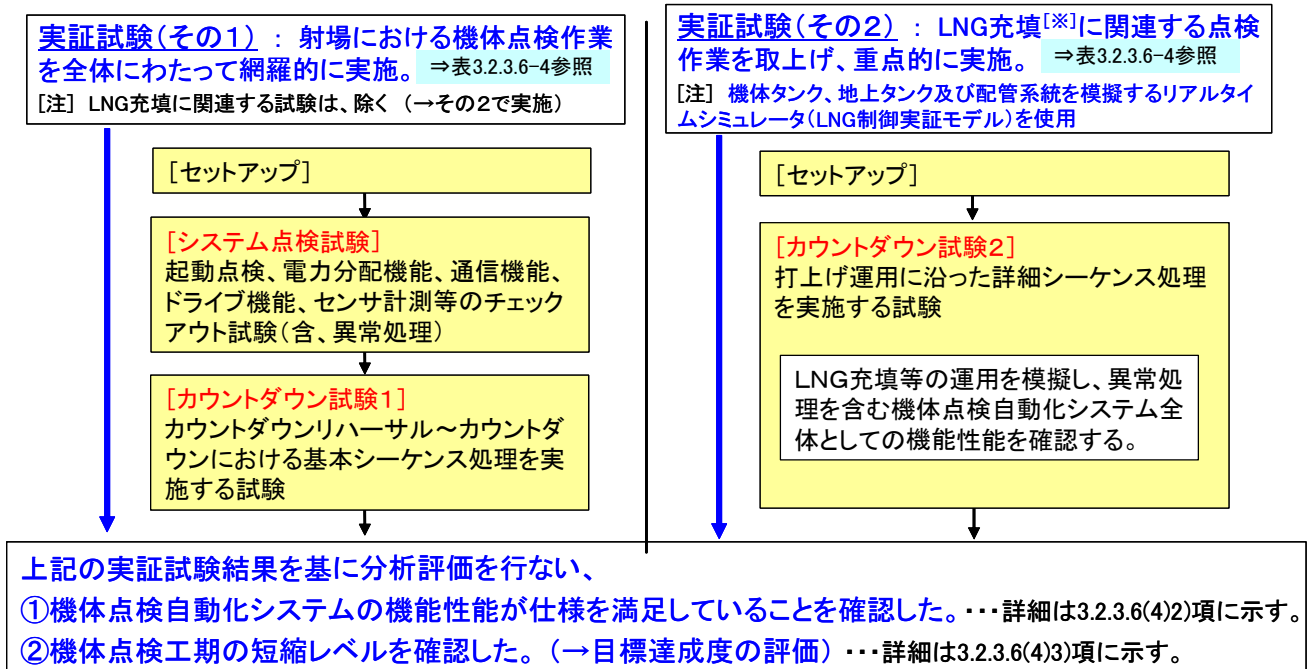 実証試験(その1) : 射場における機体点検作業
を全体にわたって網羅的に実施。 ⇒表3.2.3.6-4参照
[注] LNG充填に関連する試験は、除く (→その2で実施)
[セットアップ]
[システム点検試験]
起動点検、電力分配機能、通信機能、
ドライブ機能、センサ計測等のチェック
アウト試験(含、異常処理)
[カウントダウン試験1]
カウントダウンリハーサル~カウントダ
ウンにおける基本シーケンス処理を実
施する試験
実証試験(その2) : LNG充填[※]に関連する点検
作業を取上げ、重点的に実施。 ⇒表3.2.3.6-4参照
[注] 機体タンク、地上タンク及び配管系統を模擬するリアルタイ
ムシミュレータ(LNG制御実証モデル)を使用
[セットアップ]
[カウントダウン試験2]
打上げ運用に沿った詳細シーケンス処理
を実施する試験
LNG充填等の運用を模擬し、異常処
理を含む機体点検自動化システム全
体としての機能性能を確認する。
上記の実証試験結果を基に分析評価を行ない、
①機体点検自動化システムの機能性能が仕様を満足していることを確認した。・・・詳細は3.2.3.6(4)2)項に示す。
②機体点検工期の短縮レベルを確認した。(→目標達成度の評価) ・・・詳細は3.2.3.6(4)3)項に示す。